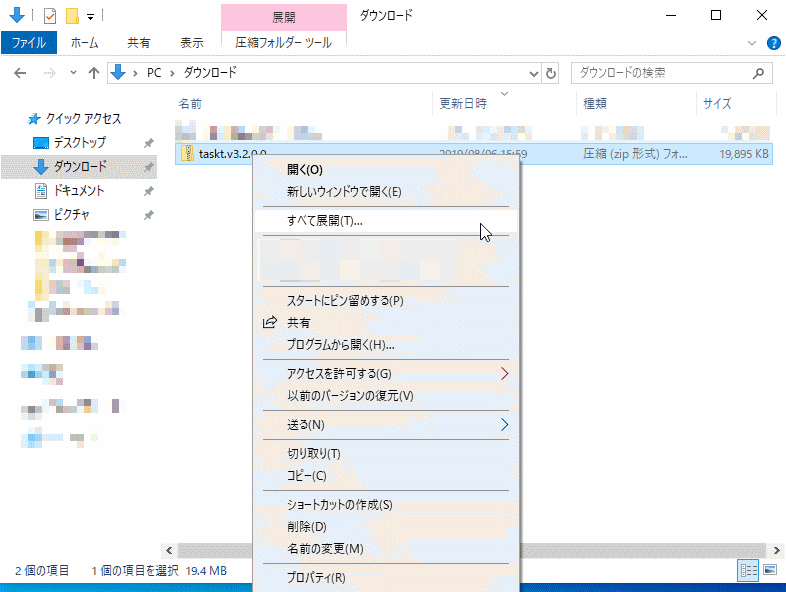 展開
ダウンロード
ファイル
ホーム
共有
表示
圧縮フォルダー ツール
PC
ダウンロード
ダウンロードの検索
名前
更新日時
種類
サイズ
クイック アクセス
デスクトップ
ダウンロード
ドキュメント
ピクチャ
taskt.v3.2.0.0
2019/08/06 15:59
圧縮 (zip 形式) フォ...
19,895 KB
開く(O)
新しいウィンドウで開く(E)
すべて展開(T)...
スタートにピン留めする(P)
共有
プログラムから開く(H)...
アクセスを許可する(G)
以前のバージョンの復元(V)
送る(N)
切り取り(T)
コピー(C)
ショートカットの作成(S)
削除(D)
名前の変更(M)
プロパティ(R)
2 個の項目
1 個の項目を選択 19.4 MB